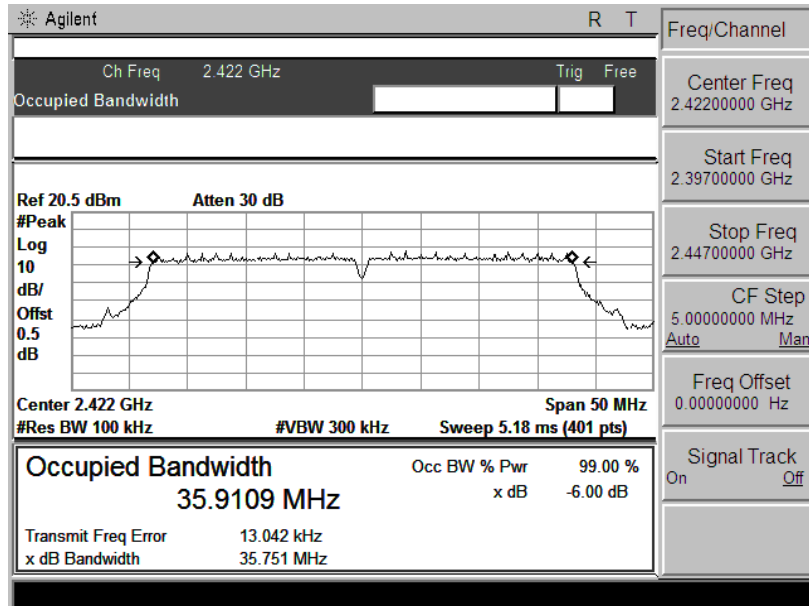 Agilent R T
Freq/Channel
Ch Freq 2.422 GHz Trig Free
Occupied Bandwidth
Center Freq
2.42200000 GHz
Start Freq
2.39700000 GHz
Stop Freq
2.44700000 GHz
CF Step
5.00000000 MHz
Auto Man
Freq Offset
0.00000000 Hz
Signal Track
On Off
Ref 20.5 dBm Atten 30 dB
#Peak
Log
10
dB/
Offst
0.5
dB
Center 2.422 GHz Span 50 MHz
#Res BW 100 kHz #VBW 300 kHz Sweep 5.18 ms (401 pts)
Occupied Bandwidth Occ BW % Pwr 99.00 %
35.9109 MHz x dB -6.00 dB
Transmit Freq Error 13.042 kHz
x dB Bandwidth 35.751 MHz